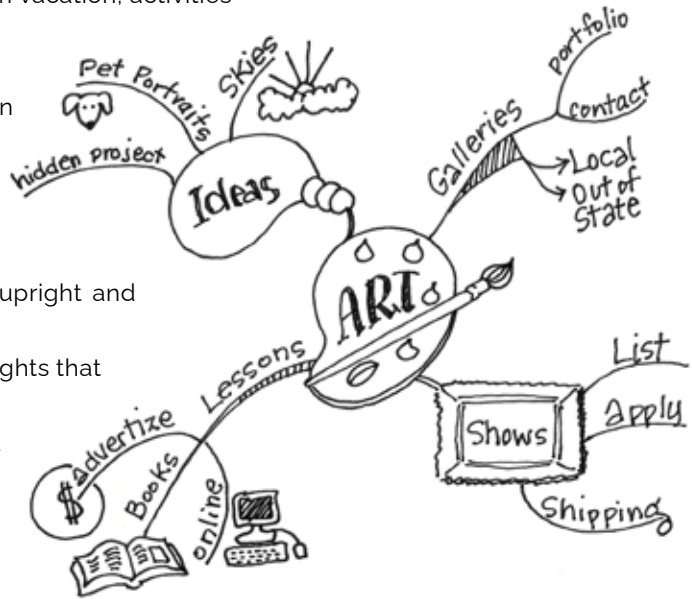 n vacation, activities
n
upright and
ghts that
Pet Portraits
Skies
hidden project
Ideas
Galleries
portfolio
contact
Local
Out of
State
ART
Lessons
advertize
$
Books
online
Shows
List
apply
Shipping